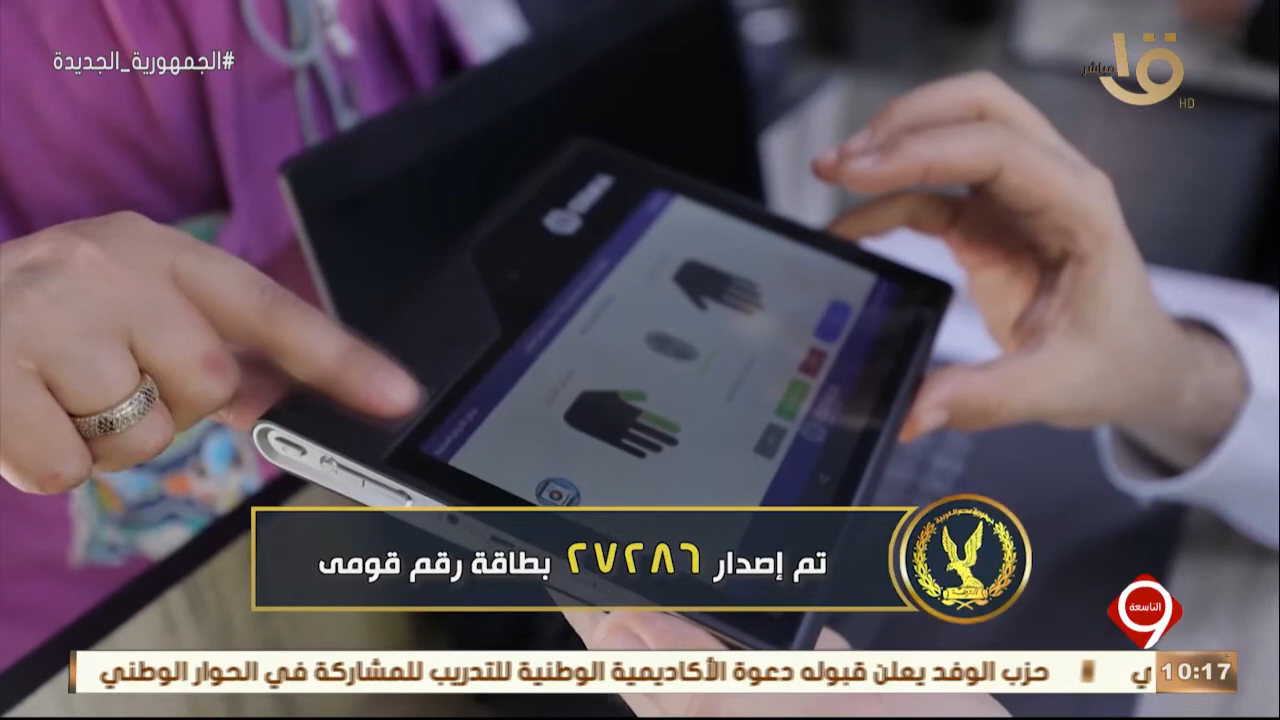 #الجمهورية_الجديدة
مباشر
HD
تم إصدار ٢٧٢٨٦ بطاقة رقم قومى
الناسعة
9
ي
حزب الوفد يعلن قبوله دعوة الأكاديمية الوطنية للتدريب للمشاركة في الحوار الوطني
10:17